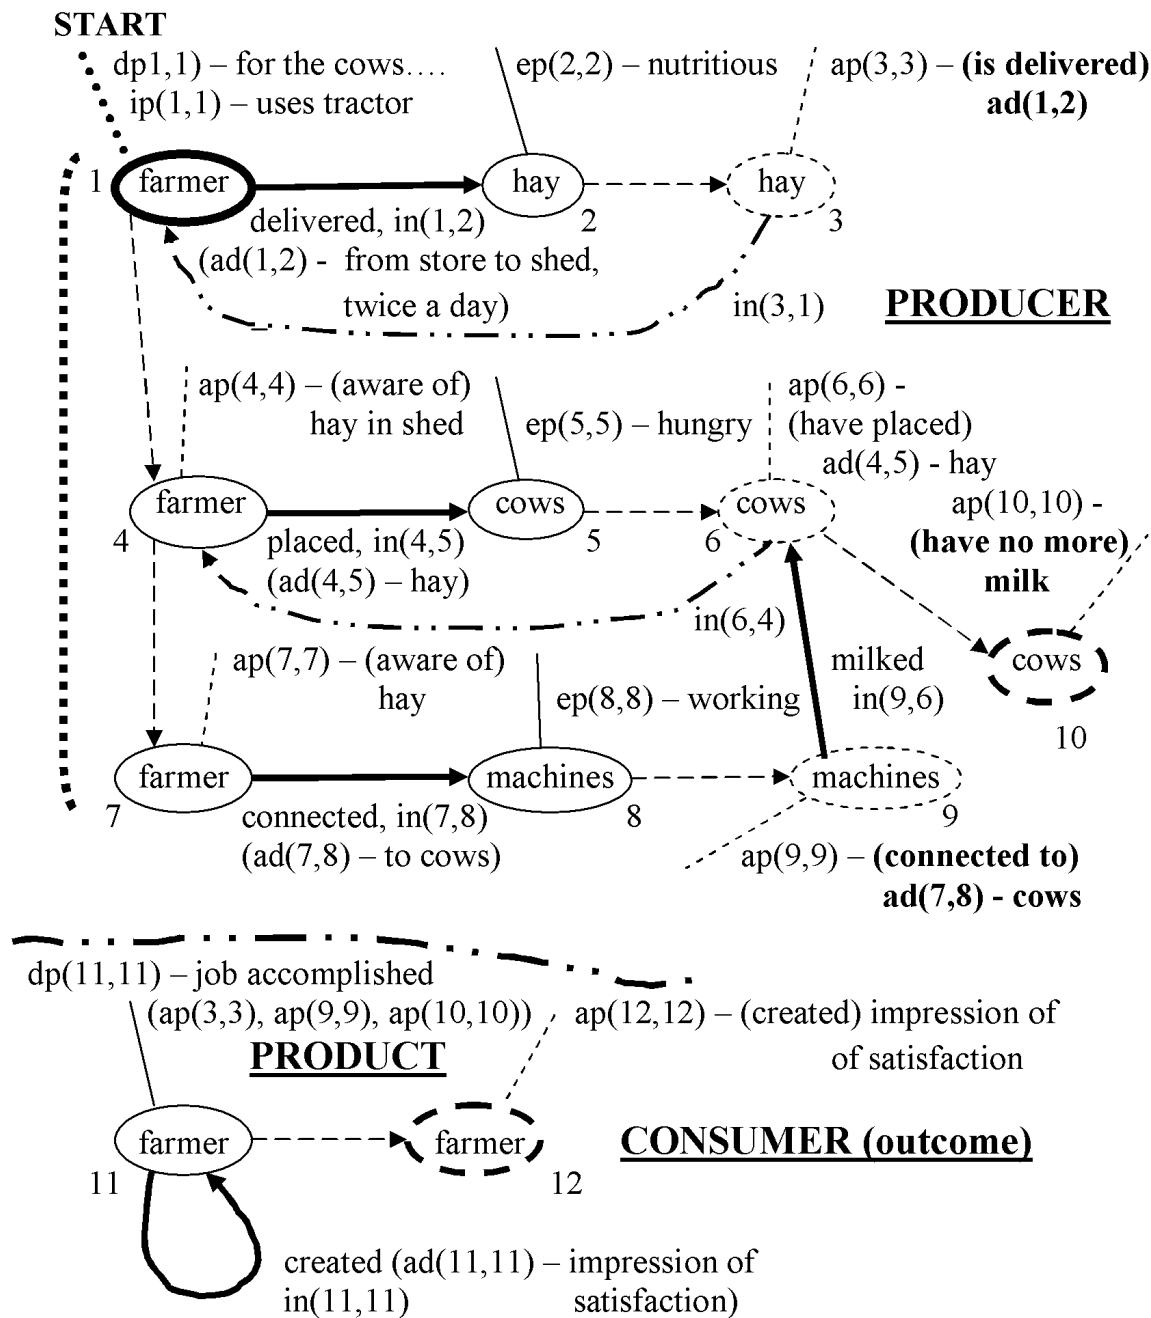 START
dp1,1) – for the cows….
ip(1,1) – uses tractor
ep(2,2) – nutritious
ap(3,3) – (is delivered)
ad(1,2)
1
farmer
hay
hay
delivered, in(1,2)
2
3
(ad(1,2) - from store to shed,
twice a day)
in(3,1)
PRODUCER
ap(4,4) – (aware of)
hay in shed
ep(5,5) – hungry
ap(6,6) -
(have placed)
ad(4,5) - hay
ap(10,10) -
(have no more)
milk
farmer
cows
cows
4
placed, in(4,5)
5
6
(ad(4,5) – hay)
in(6,4)
cows
10
ap(7,7) – (aware of)
hay
ep(8,8) – working
milked
in(9,6)
farmer
machines
machines
7
connected, in(7,8)
8
9
(ad(7,8) – to cows)
ap(9,9) – (connected to)
ad(7,8) - cows
dp(11,11) – job accomplished
(ap(3,3), ap(9,9), ap(10,10))
ap(12,12) – (created) impression of
of satisfaction
PRODUCT
farmer
farmer
CONSUMER (outcome)
11
12
created (ad(11,11) – impression of
in(11,11) satisfaction)